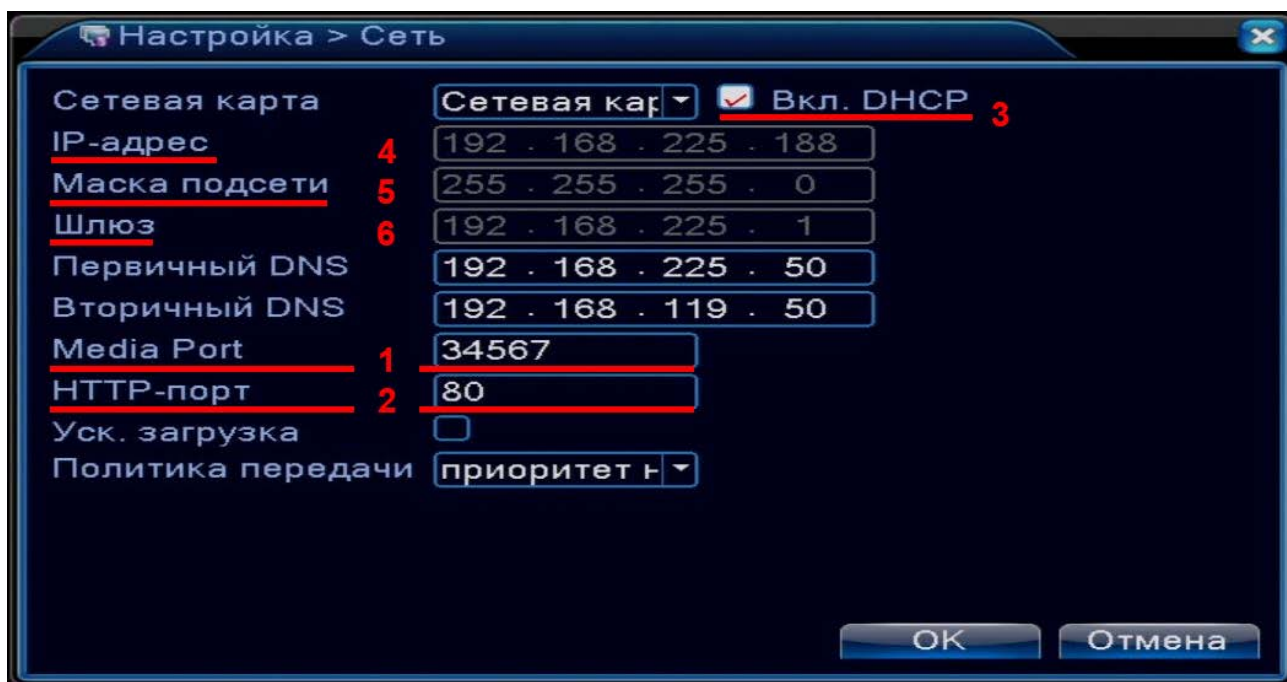 Настройка > Сеть
Сетевая карта Сетевая кар Вкл. DHCP 3
IP-адрес 4 192 . 168 . 225 . 188
Маска подсети 5 255 . 255 . 255 . 0
Шлюз 6 192 . 168 . 225 . 1
Первичный DNS 192 . 168 . 225 . 50
Вторичный DNS 192 . 168 . 119 . 50
Media Port 1 34567
HTTP-порт 2 80
Уск. загрузка
Политика передачи приоритет н
OK Отмена